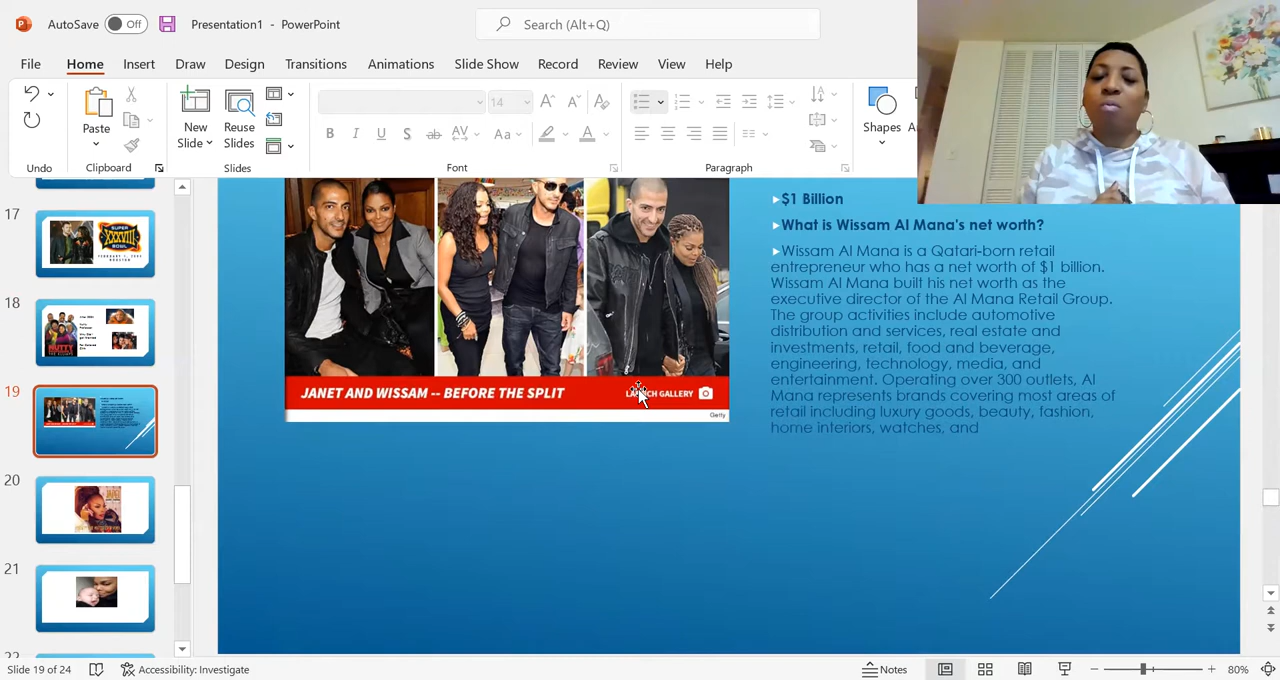 AutoSave Off Presentation1 - PowerPoint Search (Alt+Q)
File Home Insert Draw Design Transitions Animations Slide Show Record Review View Help
14
Paste New Slide Reuse Slides Shapes
Undo Clipboard Slides Font Paragraph
17
18
19
20
21
22
JANET AND WISSAM -- BEFORE THE SPLIT
GALLERY
Getty
$1 Billion
What is Wissam Al Mana's net worth?
Wissam Al Mana is a Qatari-born retail
entrepreneur who has a net worth of $1 billion.
Wissam Al Mana built his net worth as the
executive director of the Al Mana Retail Group.
The group activities include automotive
distribution and services, real estate and
investments, retail, food and beverage,
engineering, technology, media, and
entertainment. Operating over 300 outlets, Al
Mana represents brands covering most areas of
retail including luxury goods, beauty, fashion,
home interiors, watches, and
Slide 19 of 24 Accessibility: Investigate Notes 80%